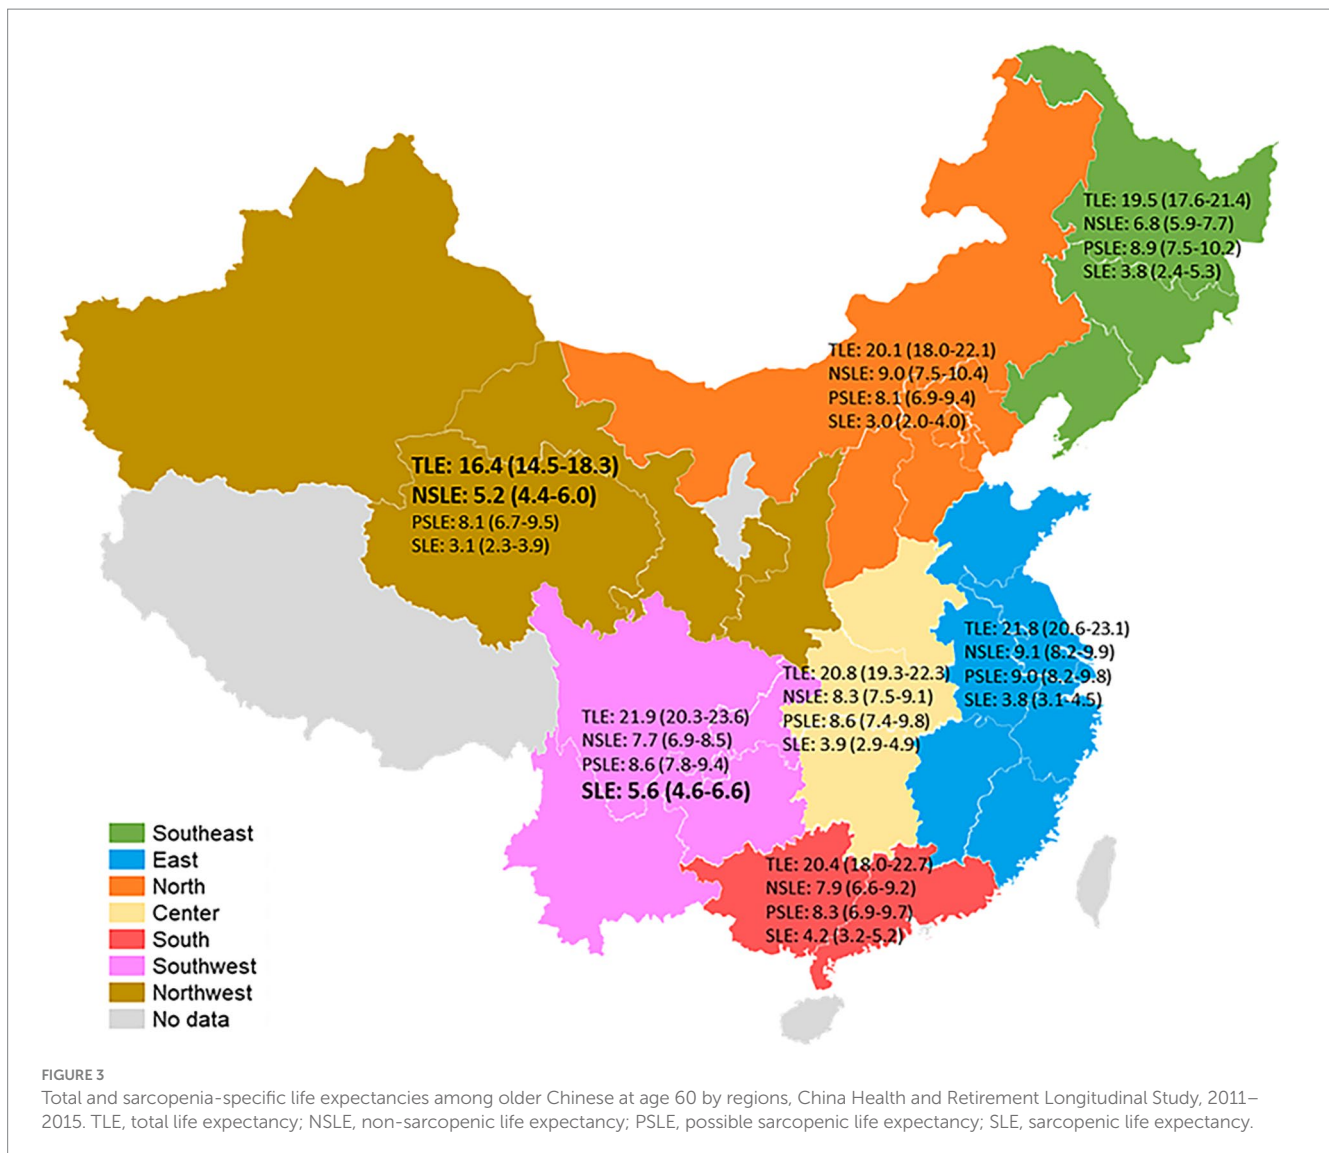 TLE: 19.5 (17.6-21.4)
NSLE: 6.8 (5.9-7.7)
PSLE: 8.9 (7.5-10.2)
SLE: 3.8 (2.4-5.3)
TLE: 20.1 (18.0-22.1)
NSLE: 9.0 (7.5-10.4)
PSLE: 8.1 (6.9-9.4)
SLE: 3.0 (2.0-4.0)
TLE: 16.4 (14.5-18.3)
NSLE: 5.2 (4.4-6.0)
PSLE: 8.1 (6.7-9.5)
SLE: 3.1 (2.3-3.9)
TLE: 21.8 (20.6-23.1)
NSLE: 9.1 (8.2-9.9)
PSLE: 9.0 (8.2-9.8)
SLE: 3.8 (3.1-4.5)
TLE: 20.8 (19.3-22.3)
NSLE: 8.3 (7.5-9.1)
PSLE: 8.6 (7.4-9.8)
SLE: 3.9 (2.9-4.9)
TLE: 21.9 (20.3-23.6)
NSLE: 7.7 (6.9-8.5)
PSLE: 8.6 (7.8-9.4)
SLE: 5.6 (4.6-6.6)
TLE: 20.4 (18.0-22.7)
NSLE: 7.9 (6.6-9.2)
PSLE: 8.3 (6.9-9.7)
SLE: 4.2 (3.2-5.2)
Southeast
East
North
Center
South
Southwest
Northwest
No data
FIGURE 3
Total and sarcopenia-specific life expectancies among older Chinese at age 60 by regions, China Health and Retirement Longitudinal Study, 2011–
2015. TLE, total life expectancy; NSLE, non-sarcopenic life expectancy; PSLE, possible sarcopenic life expectancy; SLE, sarcopenic life expectancy.